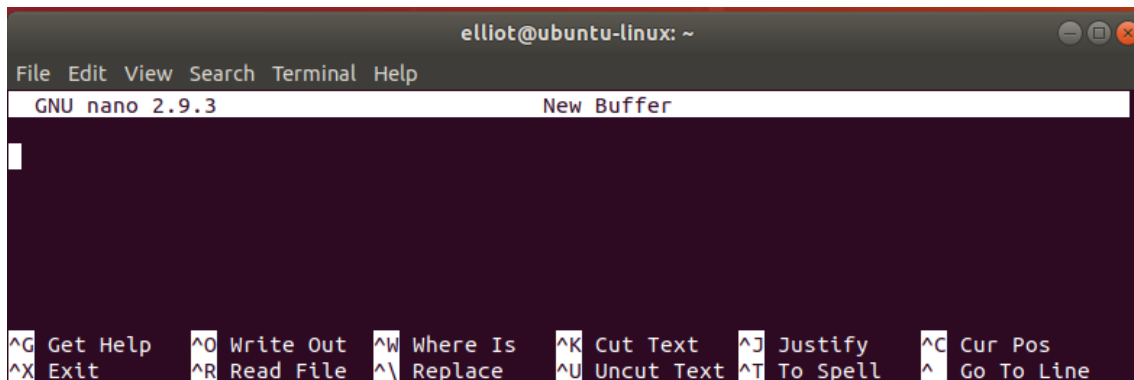 elliot@ubuntu-linux: ~
File Edit View Search Terminal Help
GNU nano 2.9.3 New Buffer
^G Get Help ^O Write Out ^W Where Is ^K Cut Text ^J Justify ^C Cur Pos
^X Exit ^R Read File ^\ Replace ^U Uncut Text ^T To Spell ^ Go To Line